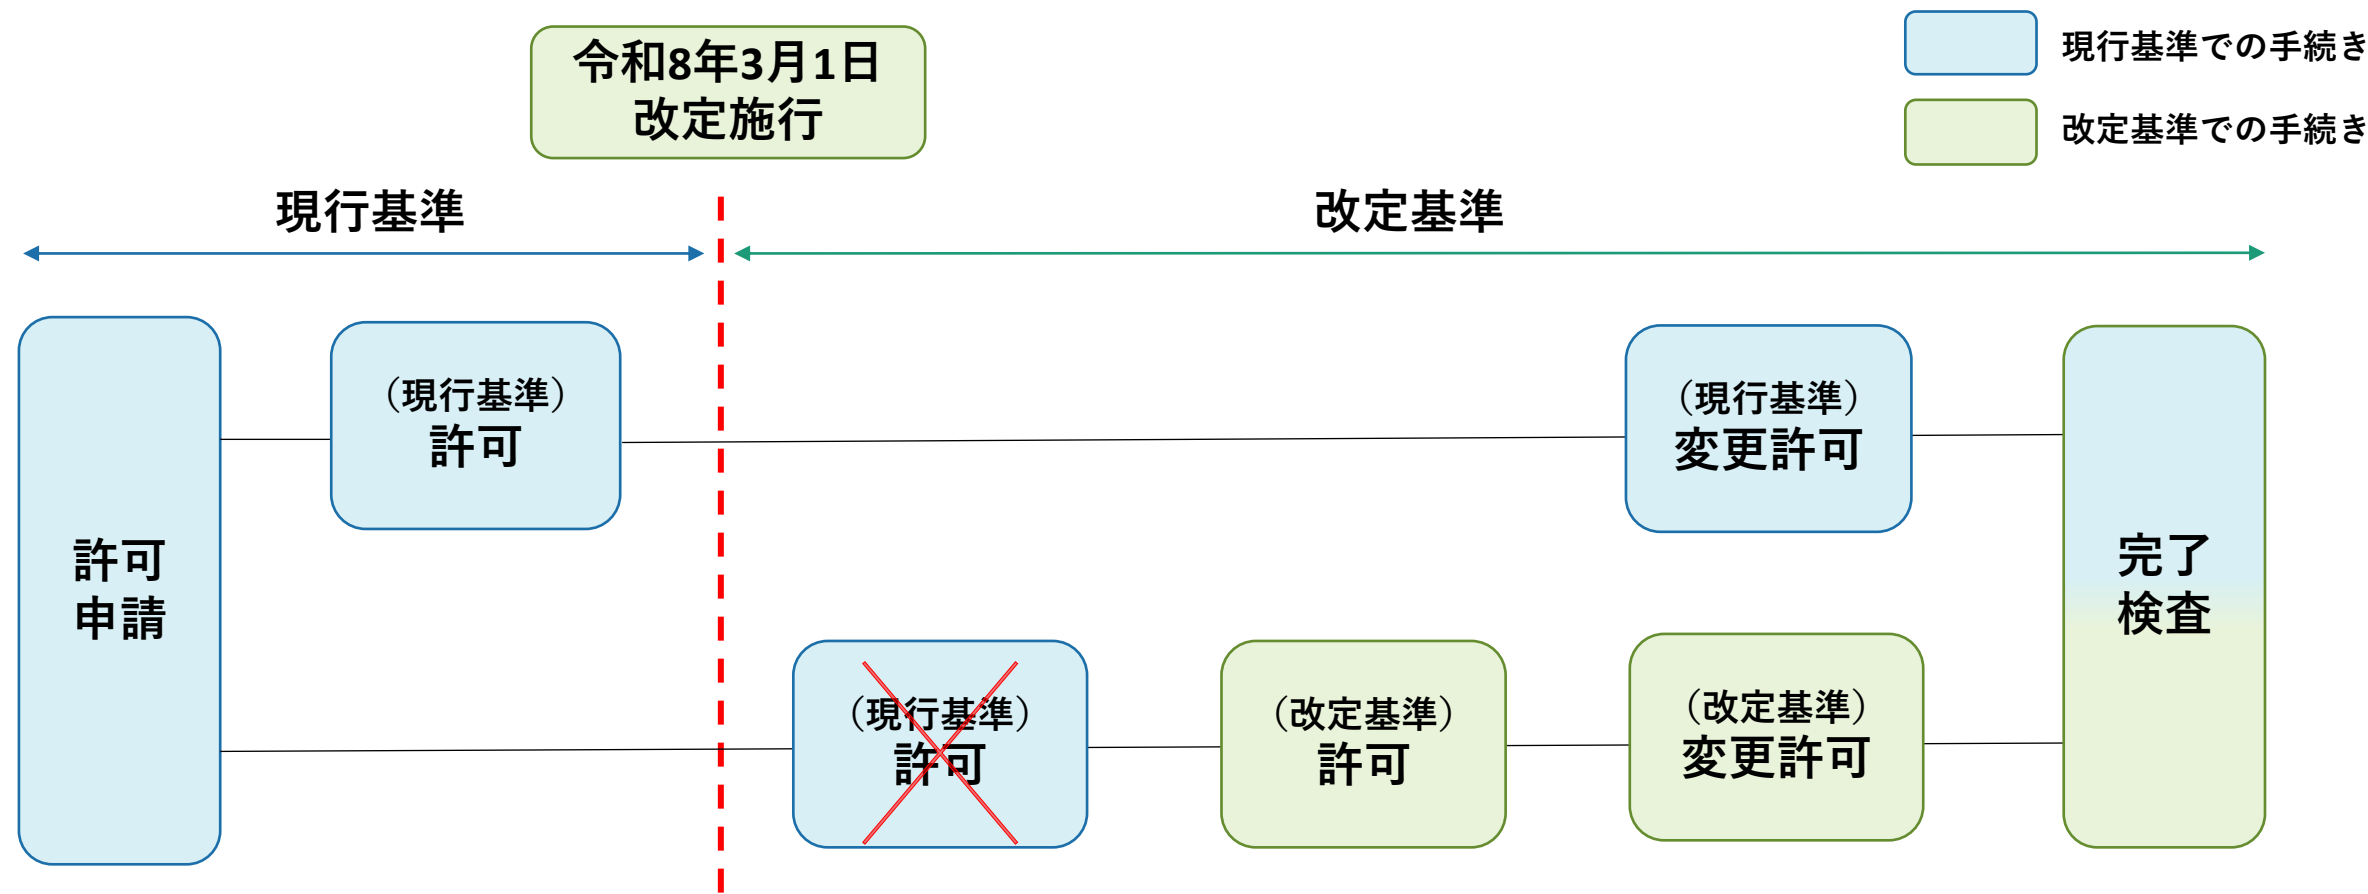 令和8年3月1日
改定施行
現行基準での手続き
改定基準での手続き
現行基準
改定基準
許可
申請
（現行基準）
許可
（現行基準）
変更許可
完了
検査
（現行基準）
許可
（改定基準）
許可
（改定基準）
変更許可